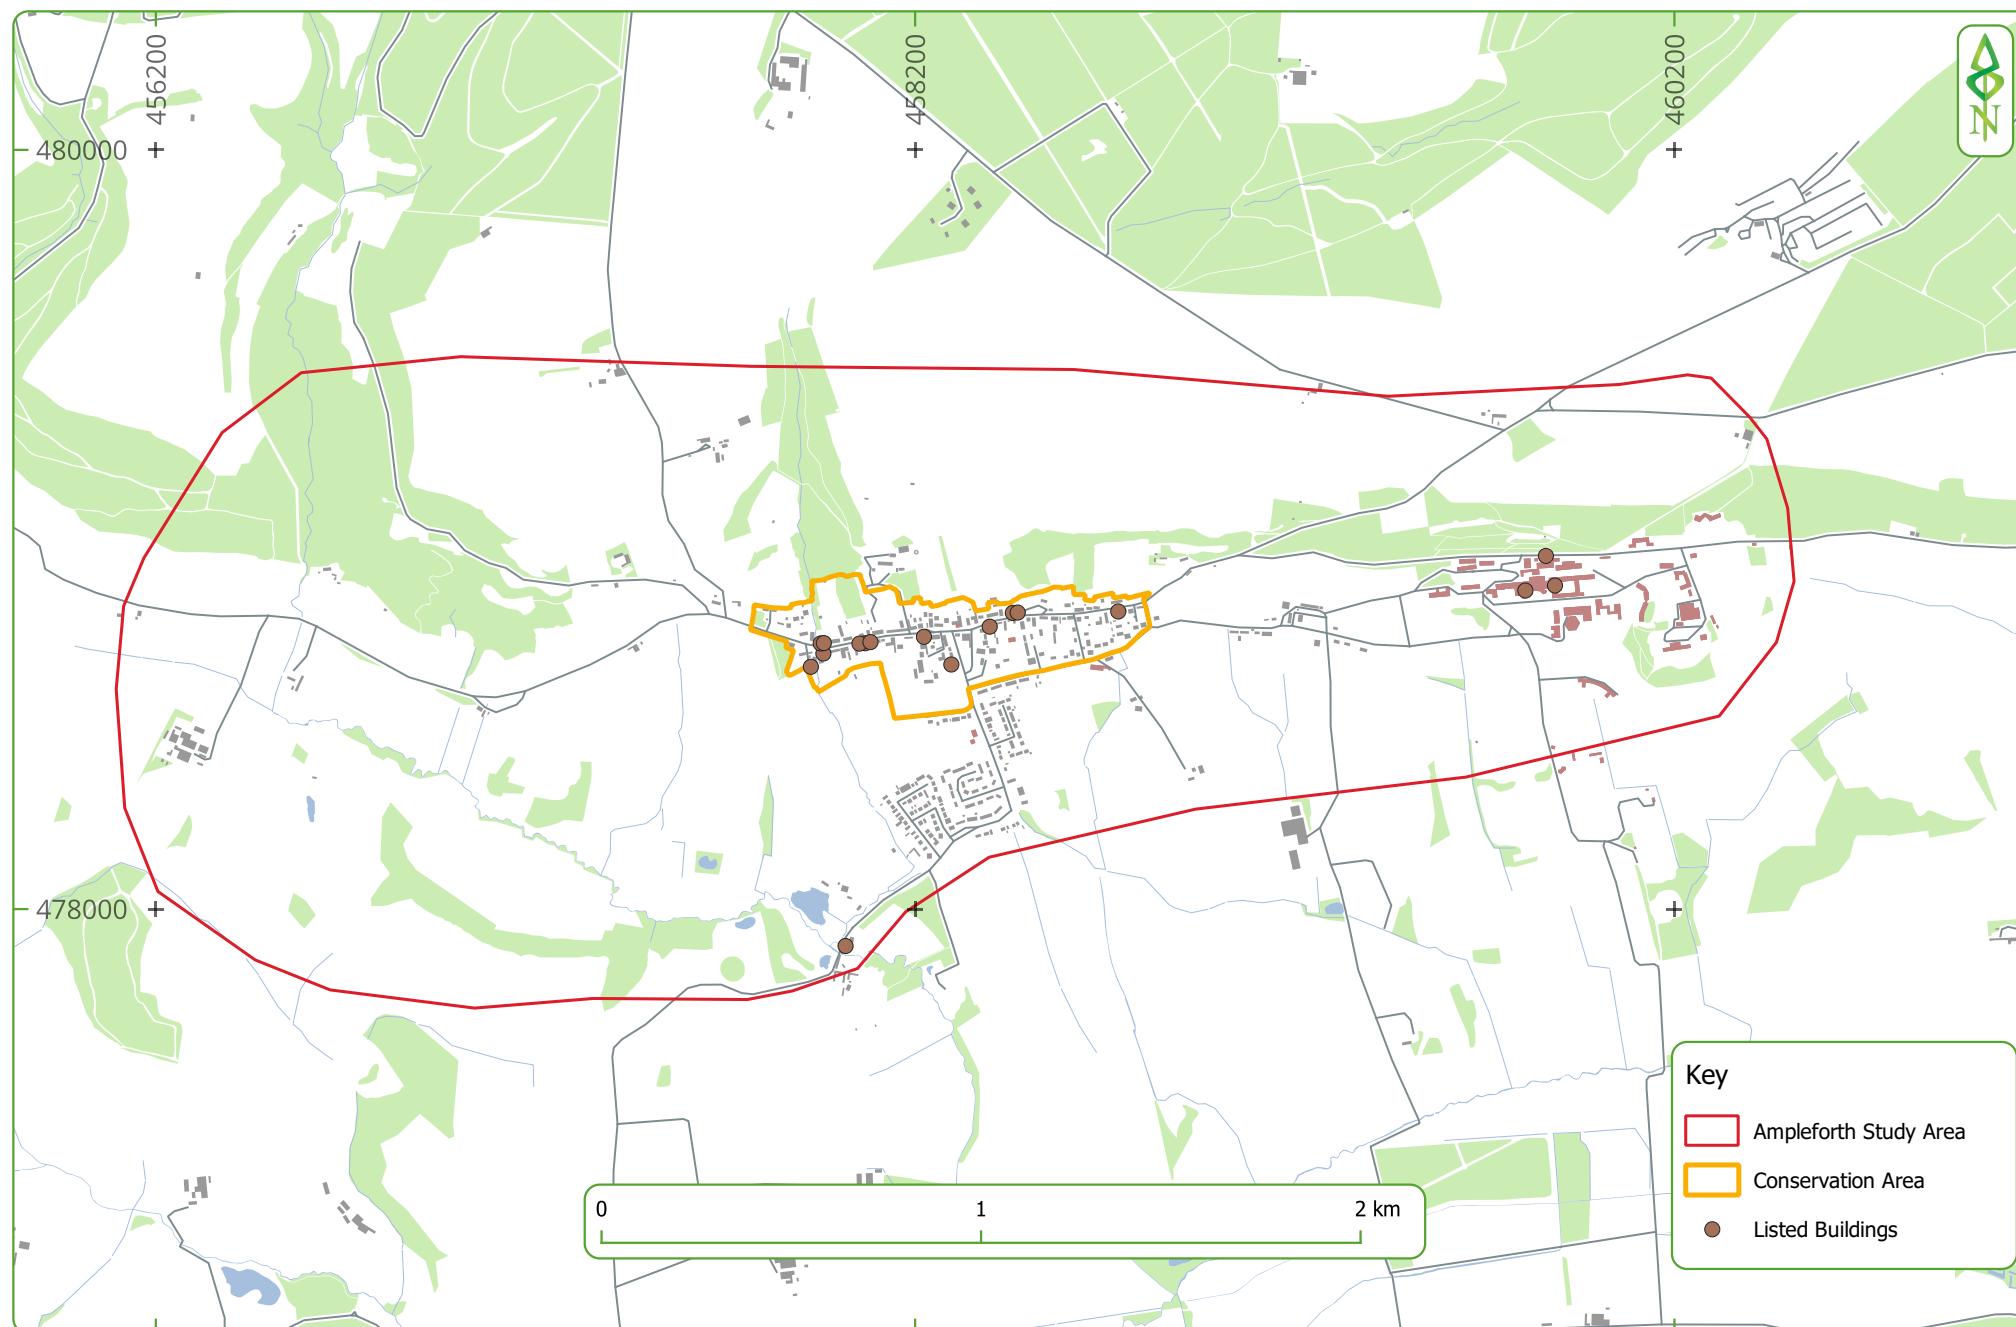 456200
458200
460200
N
480000
478000
Key
Ampleforth Study Area
Conservation Area
Listed Buildings
0 1 2 km